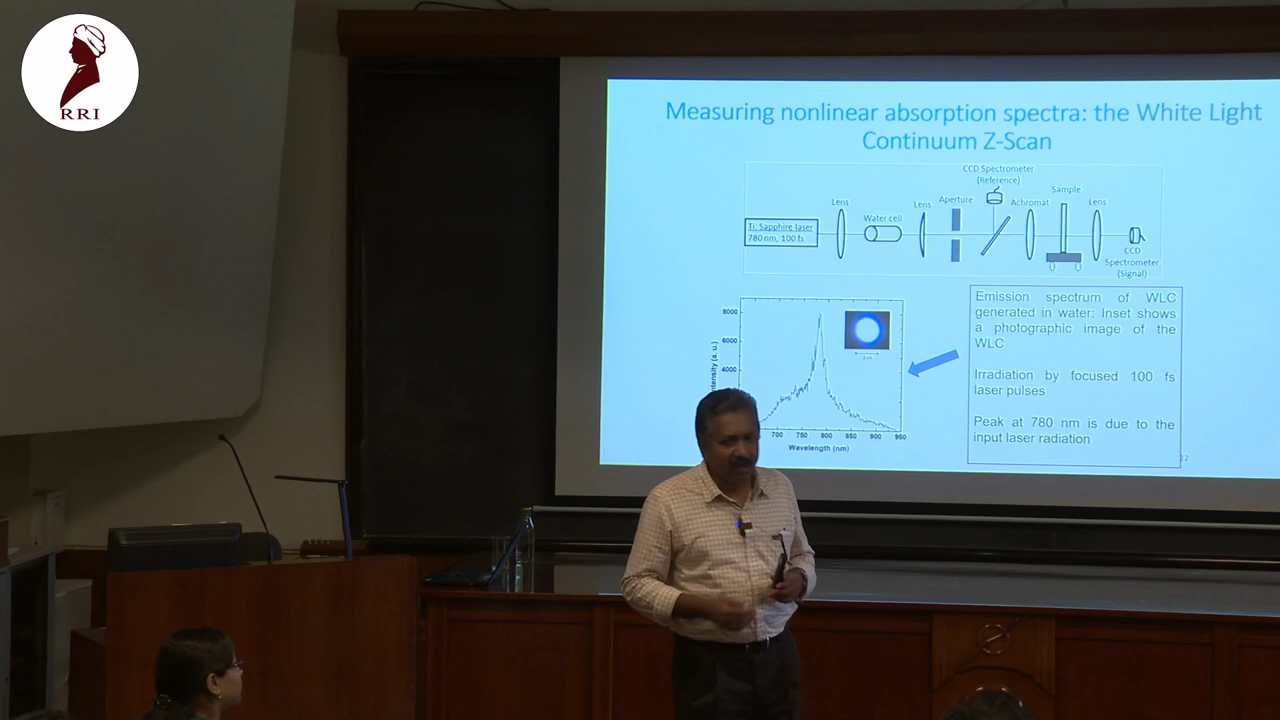 RRI
Measuring nonlinear absorption spectra: the White Light
Continuum Z-Scan
CCD Spectrometer
(Reference)
Lens
Water cell
Lens
Aperture
Achromat
Sample
Lens
Ti: Sapphire laser
780 nm, 100 fs
CCD
Spectrometer
(Signal)
8000
6000
4000
700 750 800 850 900 950
Wavelength (nm)
Emission spectrum of WLC
generated in water: Inset shows
a photographic image of the
WLC
Irradiation by focused 100 fs
laser pulses
Peak at 780 nm is due to the
input laser radiation
22